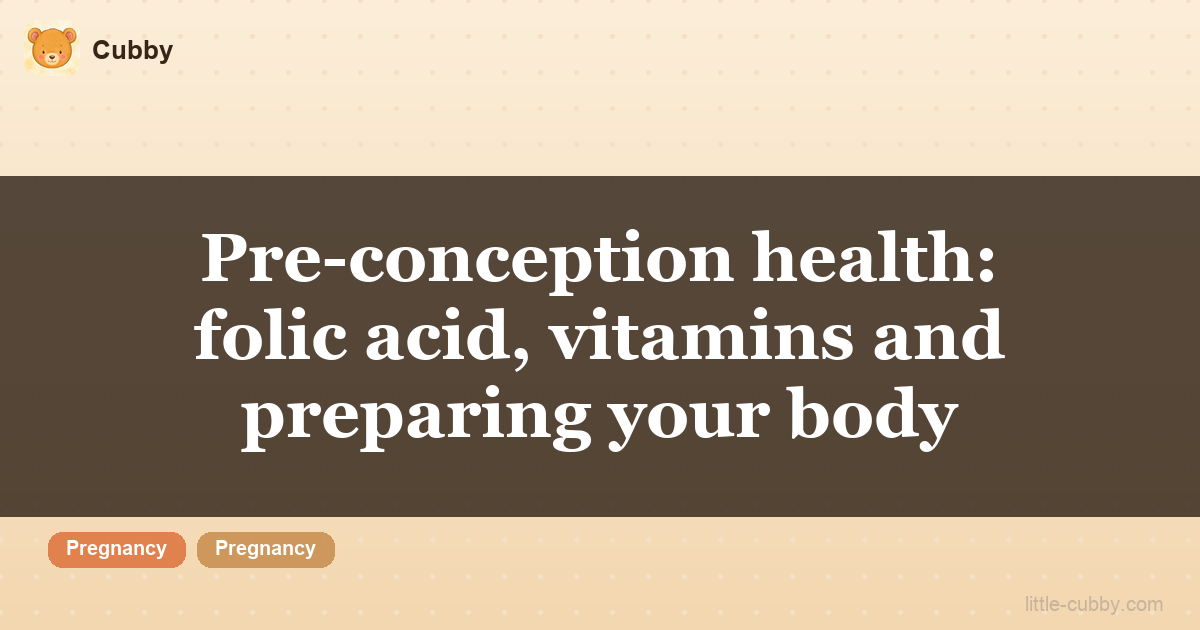 Cubby
Pre-conception health:
folic acid, vitamins and
preparing your body
Pregnancy Pregnancy
little-cubby.com